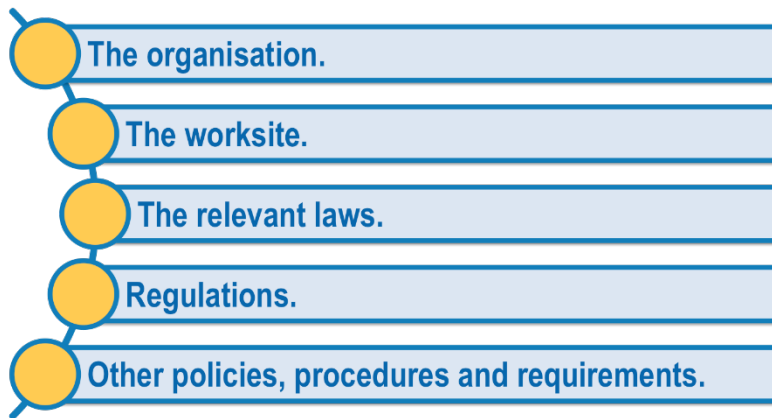 The organisation.
The worksite.
The relevant laws.
Regulations.
Other policies, procedures and requirements.